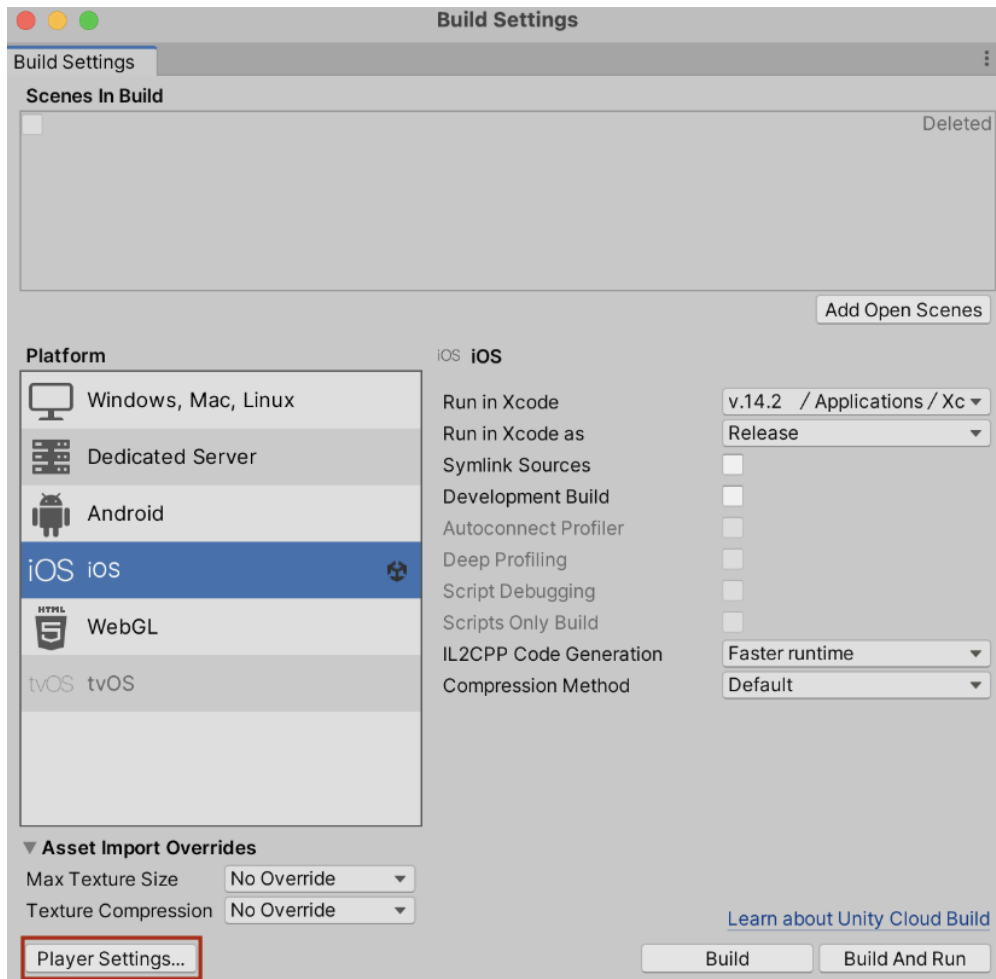 Build Settings
Build Settings
Scenes In Build
Deleted
Add Open Scenes
Platform
Windows, Mac, Linux
Dedicated Server
Android
iOS iOS
HTML 5 WebGL
tvOS tvOS
iOS iOS
Run in Xcode v.14.2 / Applications / Xc
Run in Xcode as Release
Symlink Sources
Development Build
Autoconnect Profiler
Deep Profiling
Script Debugging
Scripts Only Build
IL2CPP Code Generation Faster runtime
Compression Method Default
Asset Import Overrides
Max Texture Size No Override
Texture Compression No Override
Learn about Unity Cloud Build
Player Settings... Build Build And Run